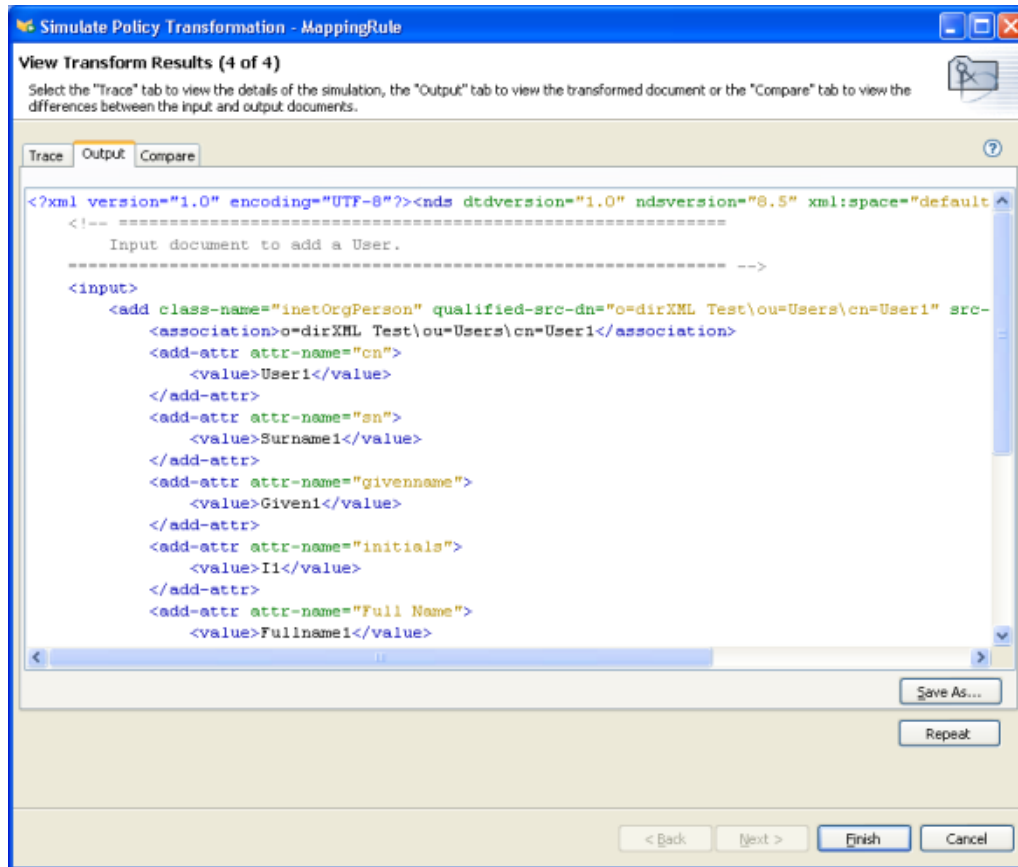 Simulate Policy Transformation - MappingRule
View Transform Results (4 of 4)
Select the "Trace" tab to view the details of the simulation, the "Output" tab to view the transformed document or the "Compare" tab to view the
differences between the input and output documents.
Trace Output Compare ?
<?xml version="1.0" encoding="UTF-8"?><nds dtdversion="1.0" ndsversion="8.5" xml:space="default
<!-- ================================================================
Input document to add a User.
================================================================ -->
<input>
<add class-name="inetOrgPerson" qualified-src-dn="o=dirXML Test\ou=Users\cn=User1" src-
<association>o=dirXML Test\ou=Users\cn=User1</association>
<add-attr attr-name="cn">
<value>User1</value>
</add-attr>
<add-attr attr-name="sn">
<value>Surname1</value>
</add-attr>
<add-attr attr-name="givenname">
<value>Given1</value>
</add-attr>
<add-attr attr-name="initials">
<value>I1</value>
</add-attr>
<add-attr attr-name="Full Name">
<value>Fullname1</value>
Save As...
Repeat
< Back Next > Finish Cancel